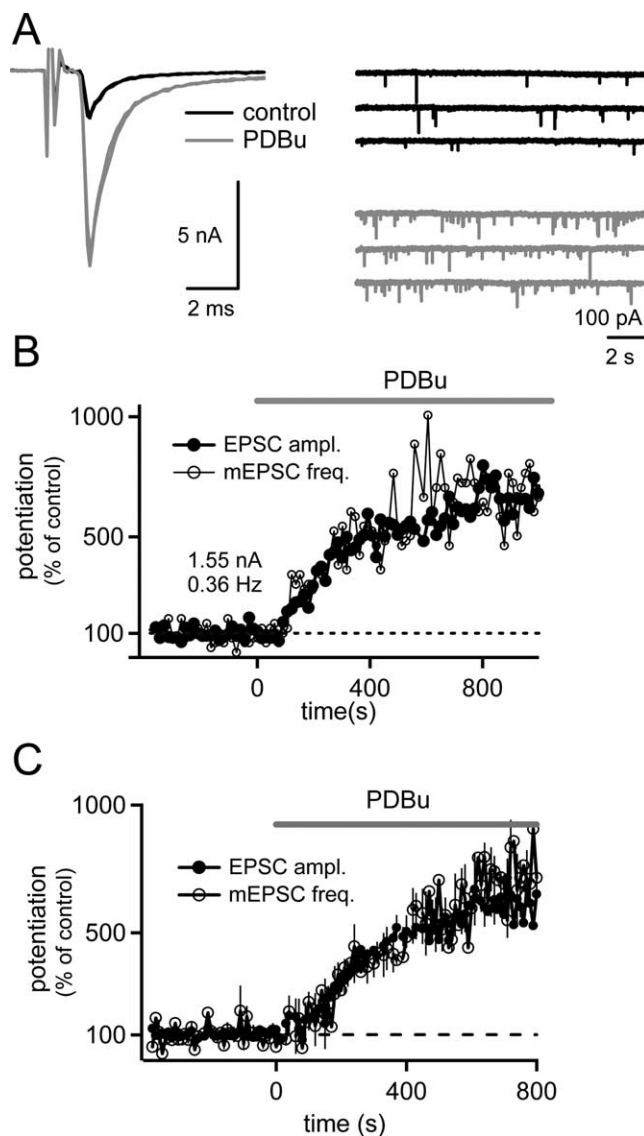 A
control
PDBu
5 nA
2 ms
100 pA
2 s
B
PDBu
1000
EPSC ampl.
mEPSC freq.
potentiation
(% of control)
500
1.55 nA
0.36 Hz
100
0
400
800
time(s)
C
PDBu
1000
EPSC ampl.
mEPSC freq.
potentiation
(% of control)
500
100
0
400
800
time (s)